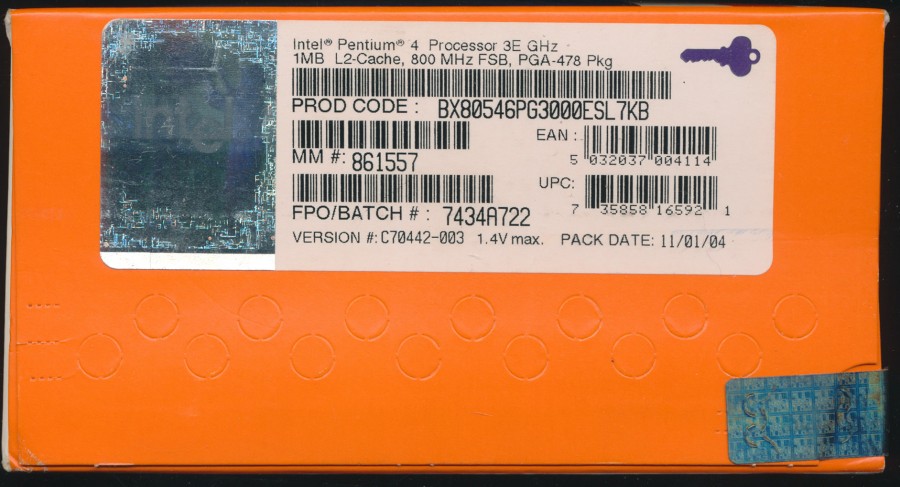 Intel® Pentium® 4 Processor 3E GHz
1MB L2-Cache, 800 MHz FSB, PGA-478 Pkg
PROD CODE : BX80546PG3000ESL7KB
EAN :
5 032037 004114
MM #: 861557
UPC:
7 35858 16592 1
FPO/BATCH # : 7434A722
VERSION #: C70442-003 1.4V max. PACK DATE: 11/01/04
intel